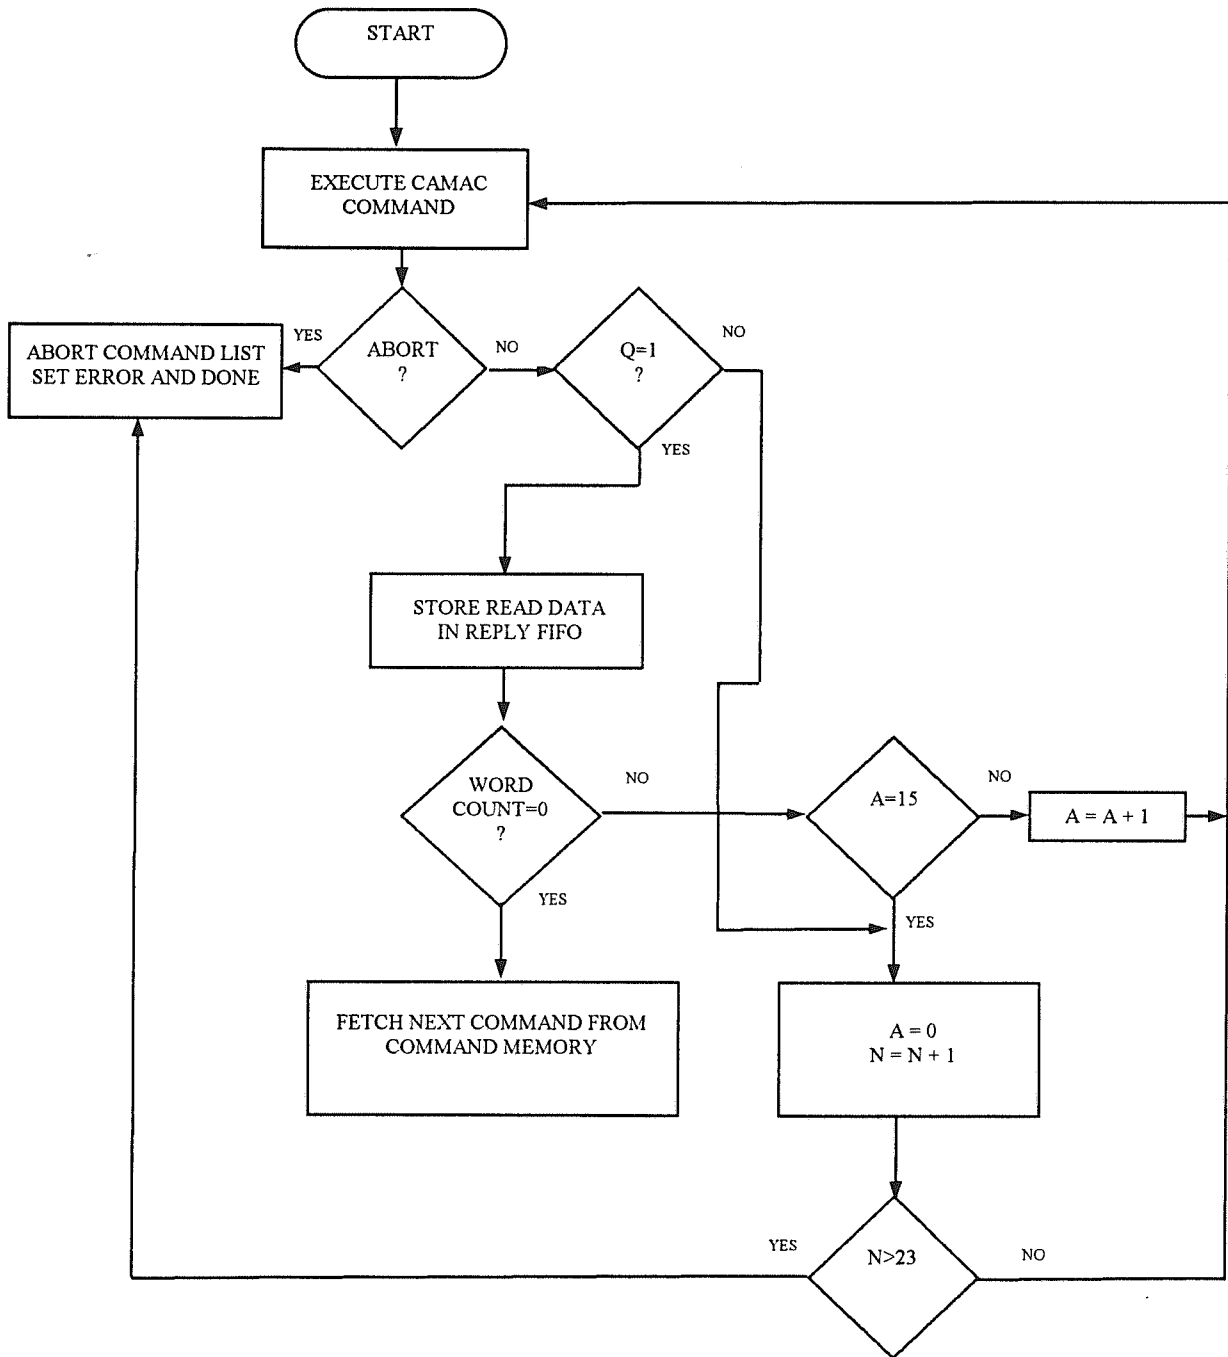 START
EXECUTE CAMAC
COMMAND
YES
ABORT COMMAND LIST
SET ERROR AND DONE
ABORT
?
NO
Q=1
?
NO
YES
STORE READ DATA
IN REPLY FIFO
WORD
COUNT=0
?
NO
YES
A=15
NO
A = A + 1
YES
FETCH NEXT COMMAND FROM
COMMAND MEMORY
A = 0
N = N + 1
YES
N>23
NO